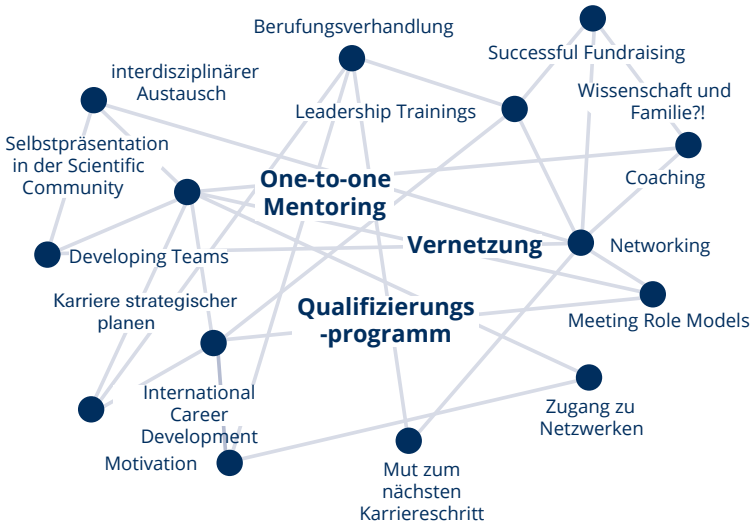 Berufungsverhandlung
Successful Fundraising
interdisziplinärer
Austausch
Wissenschaft und
Familie?!
Leadership Trainings
Selbstpräsentation
in der Scientific
Community
One-to-one
Mentoring
Coaching
Vernetzung
Networking
Developing Teams
Karriere strategischer
planen
Qualifizierungs
-programm
Meeting Role Models
International
Career
Development
Zugang zu
Netzwerken
Motivation
Mut zum
nächsten
Karriereschritt